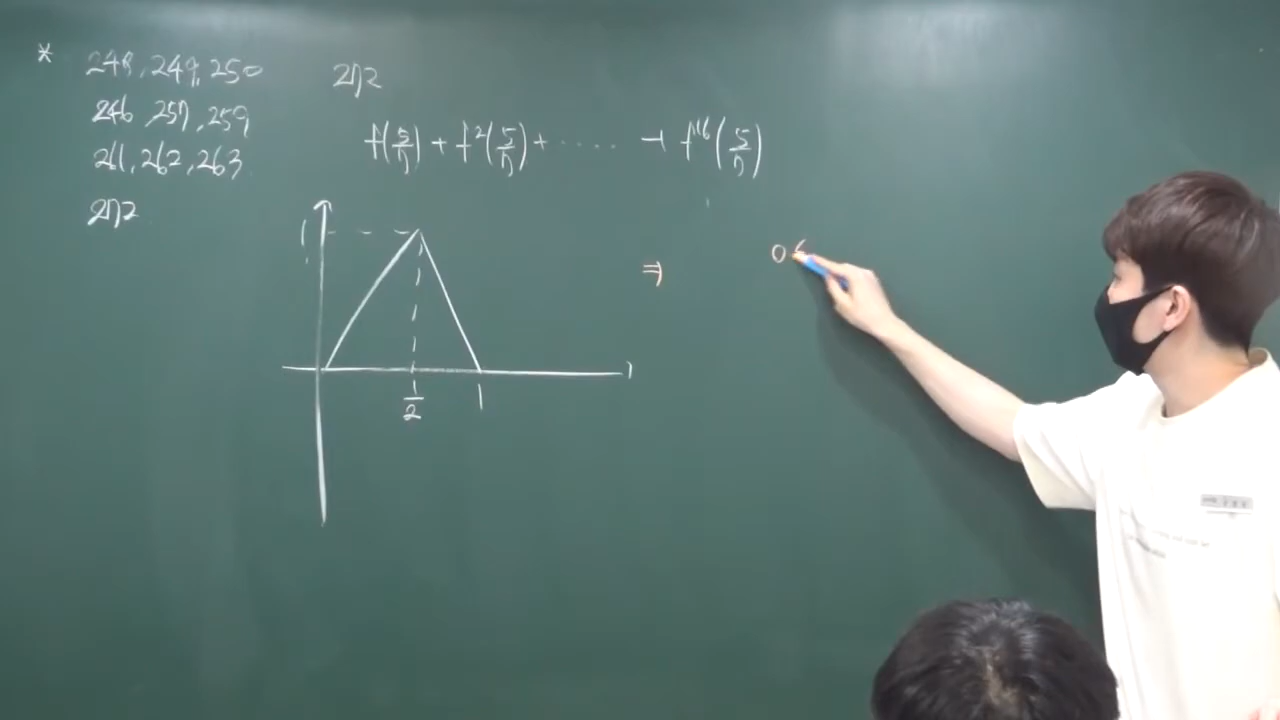 * 248, 249, 250
246, 257, 259
261, 262, 263
272
272
f(5/7) + f²(5/7) + ····· + f¹⁶(5/7)
1
⇒
0 ≤
1/2
1